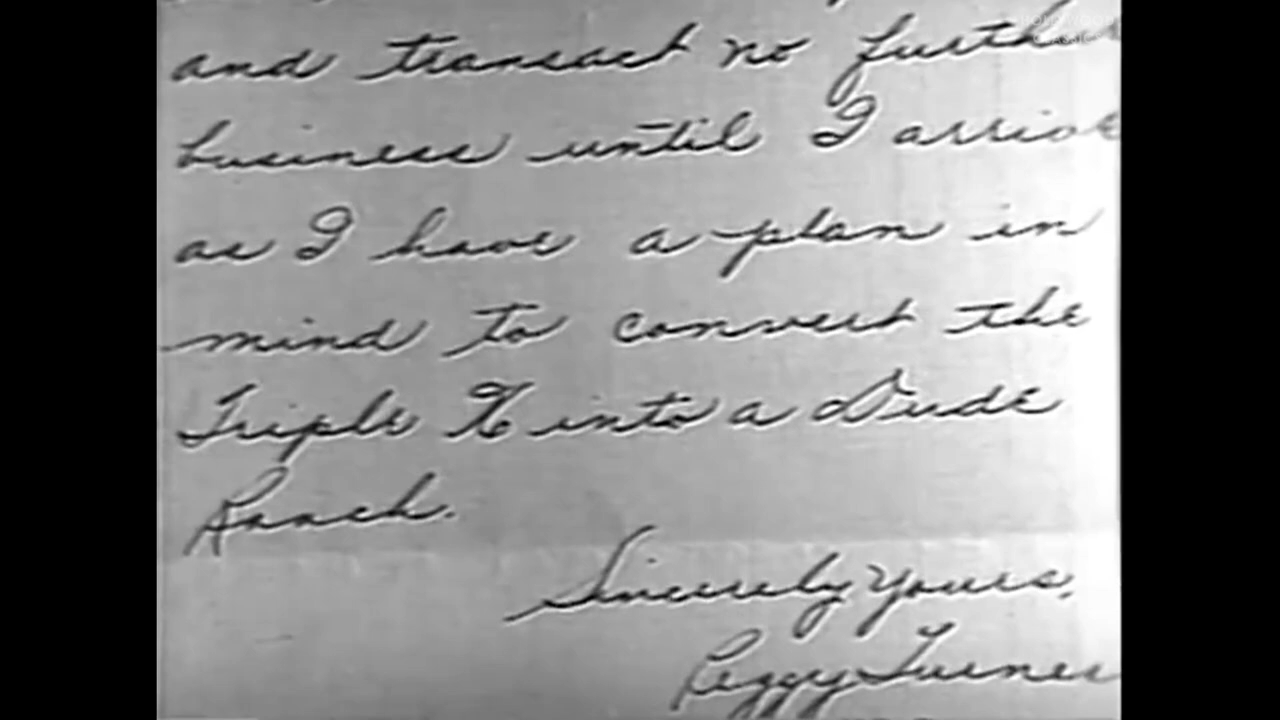 and transact no further
business until I arrive
as I have a plan in
mind to convert the
Triple X into a Dude
Ranch.
Sincerely Yours,
Peggy Turner